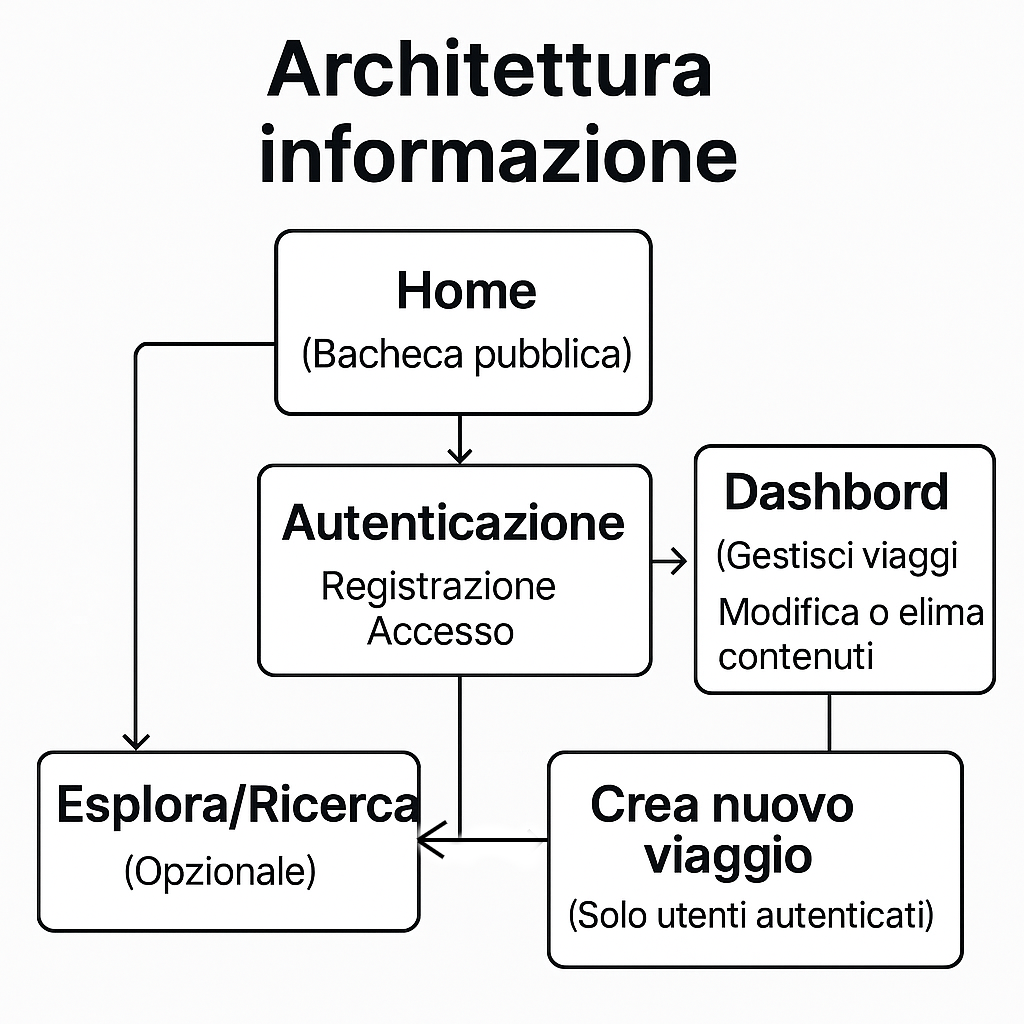 Architettura
informazione
Home
(Bacheca pubblica)
Autenticazione
Registrazione
Accesso
Dashbord
(Gestisci viaggi
Modifica o elima
contenuti
Esplora/Ricerca
(Opzionale)
Crea nuovo
viaggio
(Solo utenti autenticati)